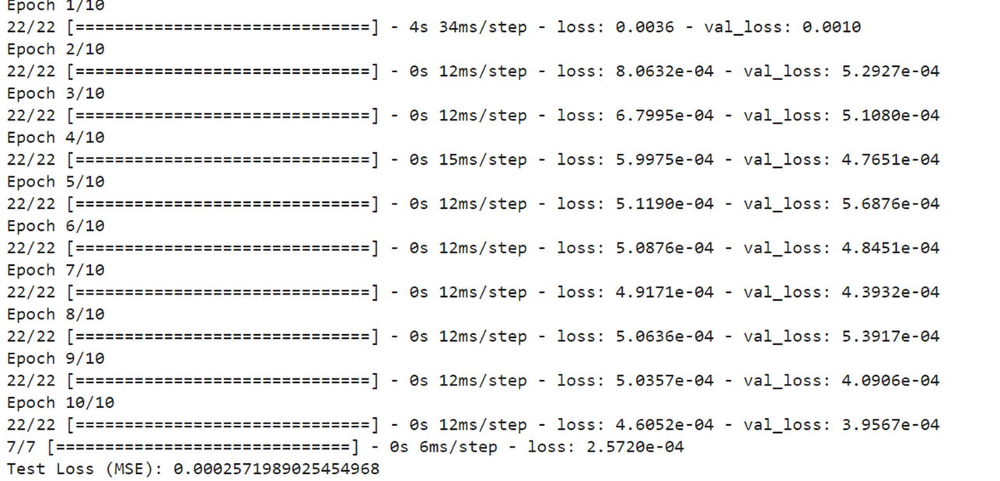 Epoch 1/10
22/22 [==============================] - 4s 34ms/step - loss: 0.0036 - val_loss: 0.0010
Epoch 2/10
22/22 [==============================] - 0s 12ms/step - loss: 8.0632e-04 - val_loss: 5.2927e-04
Epoch 3/10
22/22 [==============================] - 0s 12ms/step - loss: 6.7995e-04 - val_loss: 5.1080e-04
Epoch 4/10
22/22 [==============================] - 0s 15ms/step - loss: 5.9975e-04 - val_loss: 4.7651e-04
Epoch 5/10
22/22 [==============================] - 0s 12ms/step - loss: 5.1190e-04 - val_loss: 5.6876e-04
Epoch 6/10
22/22 [==============================] - 0s 12ms/step - loss: 5.0876e-04 - val_loss: 4.8451e-04
Epoch 7/10
22/22 [==============================] - 0s 12ms/step - loss: 4.9171e-04 - val_loss: 4.3932e-04
Epoch 8/10
22/22 [==============================] - 0s 12ms/step - loss: 5.0636e-04 - val_loss: 5.3917e-04
Epoch 9/10
22/22 [==============================] - 0s 12ms/step - loss: 5.0357e-04 - val_loss: 4.0906e-04
Epoch 10/10
22/22 [==============================] - 0s 12ms/step - loss: 4.6052e-04 - val_loss: 3.9567e-04
7/7 [==============================] - 0s 6ms/step - loss: 2.5720e-04
Test Loss (MSE): 0.0002571989025454968